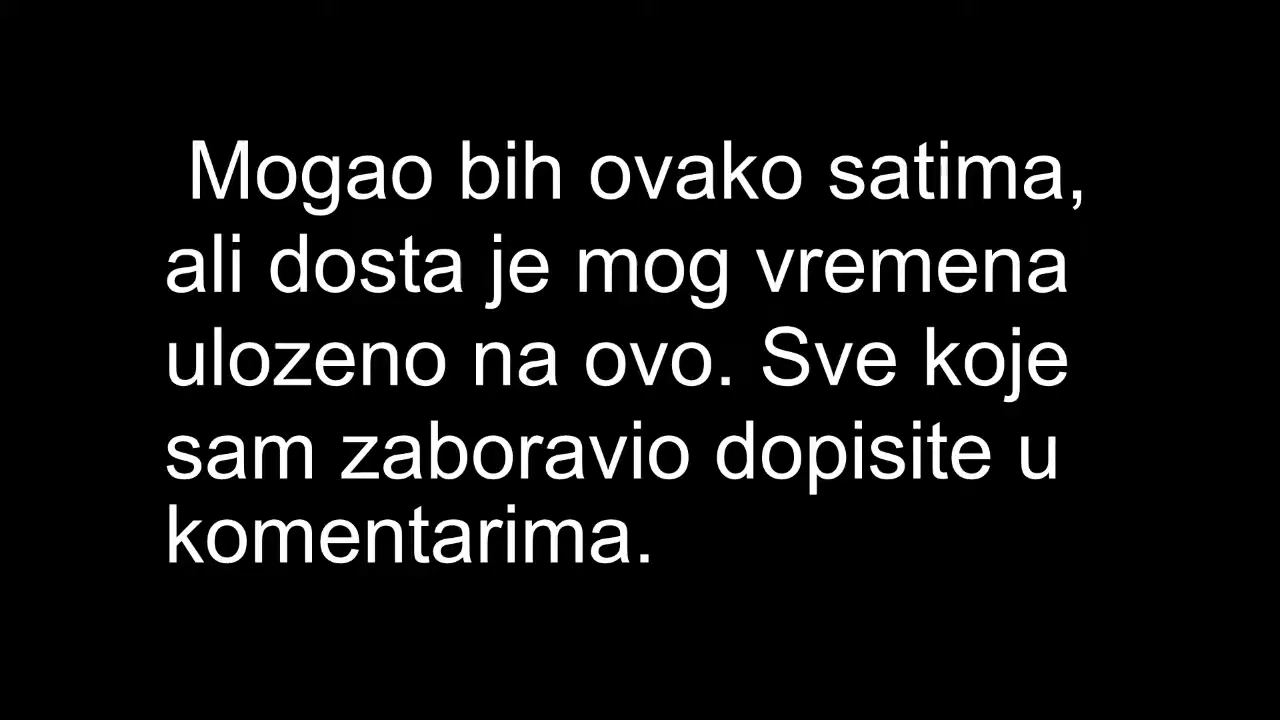 Mogao bih ovako satima,
ali dosta je mog vremena
ulozeno na ovo. Sve koje
sam zaboravio dopisite u
komentarima.